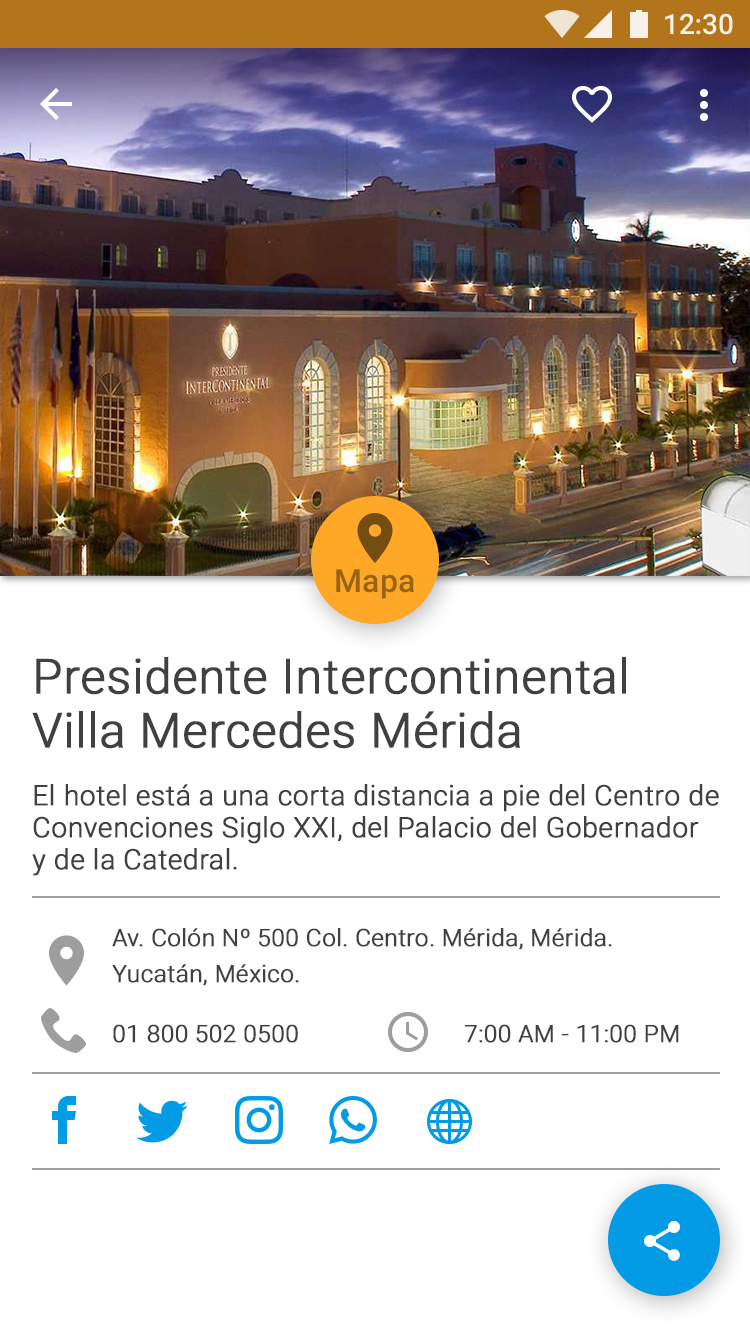 12:30
PRESIDENTE
INTERCONTINENTAL
VILLA MERCEDES
Mapa
Presidente Intercontinental
Villa Mercedes Mérida
El hotel está a una corta distancia a pie del Centro de
Convenciones Siglo XXI, del Palacio del Gobernador
y de la Catedral.
Av. Colón Nº 500 Col. Centro. Mérida, Mérida.
Yucatán, México.
01 800 502 0500
7:00 AM - 11:00 PM